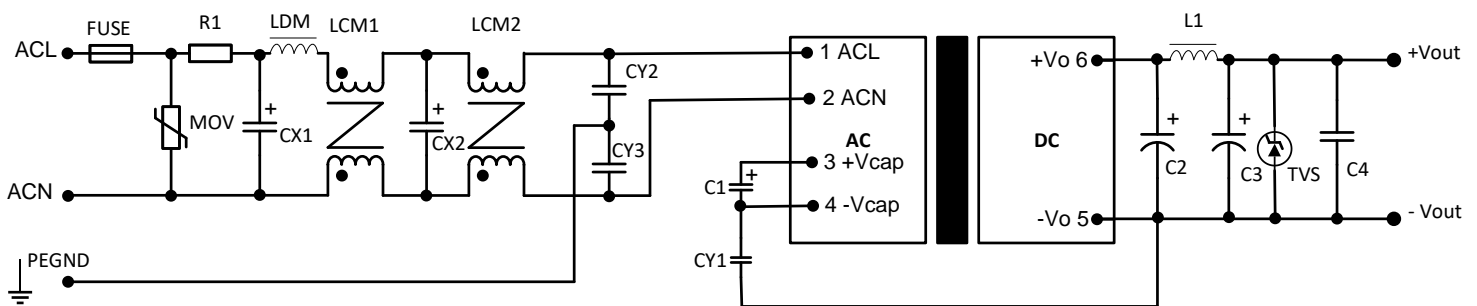 FUSE
R1
LDM
LCM1
LCM2
L1
ACL
CY2
1 ACL
+Vo 6
+Vout
2 ACN
MOV
+
CX1
+
CX2
AC
DC
+
C2
+
C3
TVS
C4
CY3
3 +Vcap
C1
+
ACN
4 -Vcap
-Vo 5
- Vout
PEGND
CY1